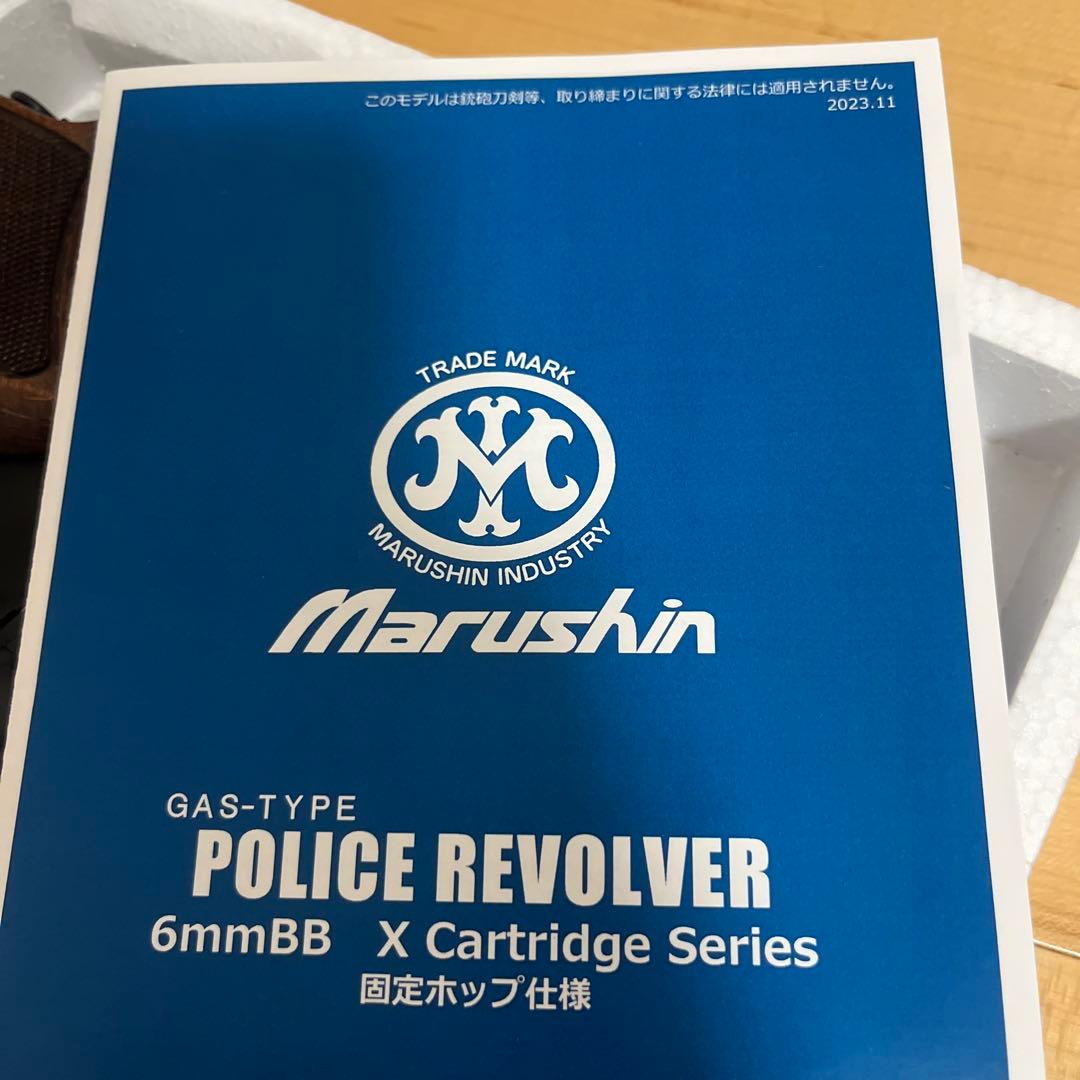 このモデルは銃砲刀剣等、取り締まりに関する法律には適用されません。
2023.11
TRADE MARK
M
MARUSHIN INDUSTRY
Marushin
GAS-TYPE
POLICE REVOLVER
6mmBB X Cartridge Series
固定ホップ仕様